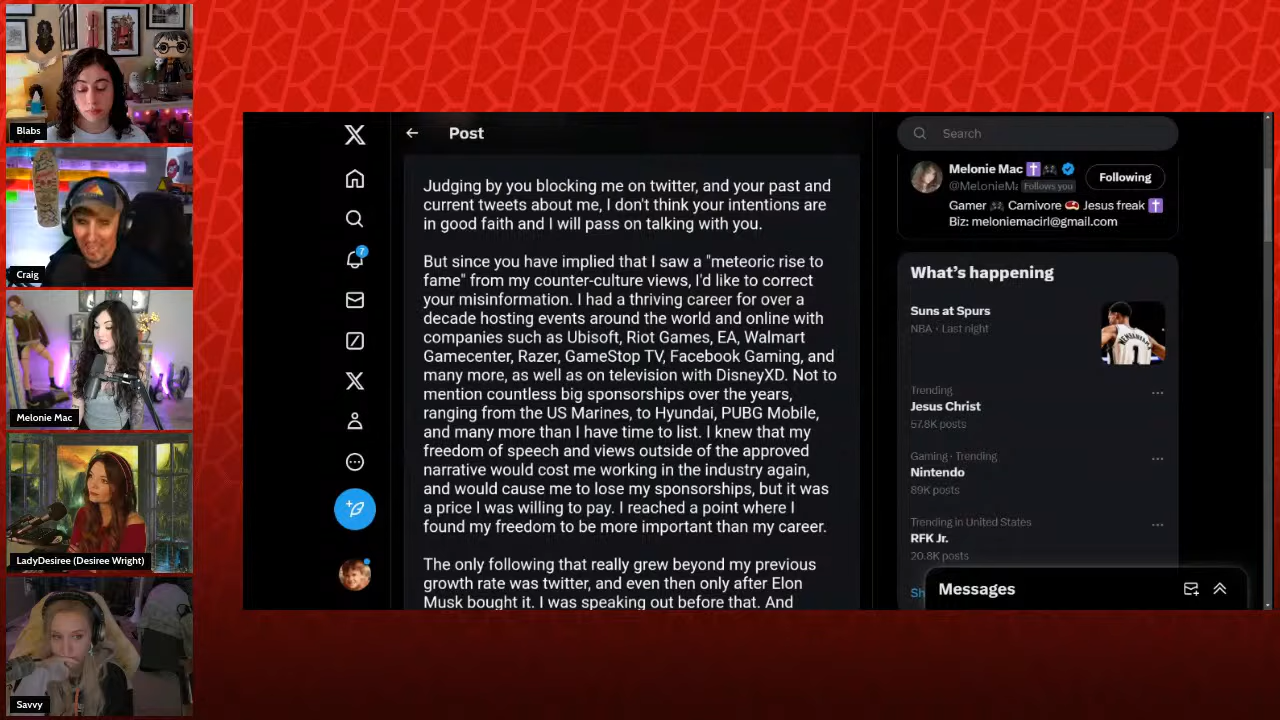 Blabs
Craig
Melonie Mac
LadyDesiree (Desiree Wright)
Savvy
7
Post
Judging by you blocking me on twitter, and your past and
current tweets about me, I don't think your intentions are
in good faith and I will pass on talking with you.
But since you have implied that I saw a "meteoric rise to
fame" from my counter-culture views, I'd like to correct
your misinformation. I had a thriving career for over a
decade hosting events around the world and online with
companies such as Ubisoft, Riot Games, EA, Walmart
Gamecenter, Razer, GameStop TV, Facebook Gaming, and
many more, as well as on television with DisneyXD. Not to
mention countless big sponsorships over the years,
ranging from the US Marines, to Hyundai, PUBG Mobile,
and many more than I have time to list. I knew that my
freedom of speech and views outside of the approved
narrative would cost me working in the industry again,
and would cause me to lose my sponsorships, but it was
a price I was willing to pay. I reached a point where I
found my freedom to be more important than my career.
The only following that really grew beyond my previous
growth rate was twitter, and even then only after Elon
Musk bought it. I was speaking out before that. And
Search
Melonie Mac
@MelonieMa Follows you
Following
Gamer Carnivore Jesus freak
Biz: meloniemacirl@gmail.com
What's happening
Suns at Spurs
NBA · Last night
Trending
Jesus Christ
57.8K posts
Gaming · Trending
Nintendo
89K posts
Trending in United States
RFK Jr.
20.8K posts
Sh
Messages